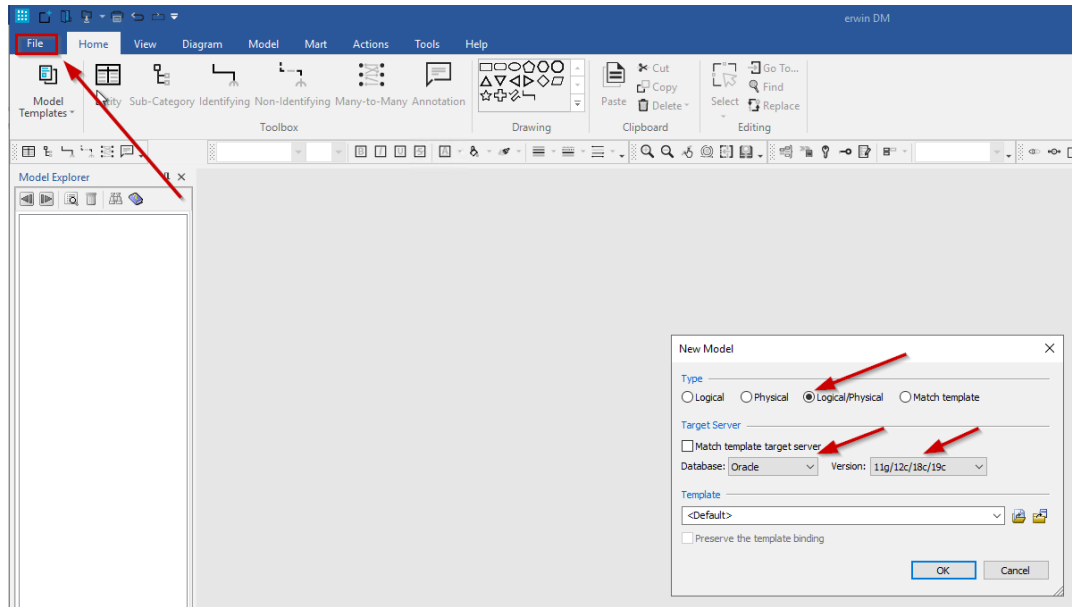 erwin DM
File Home View Diagram Model Mart Actions Tools Help
Model Templates
Entity Sub-Category Identifying Non-Identifying Many-to-Many Annotation
Toolbox
Drawing
Paste
Cut
Copy
Delete
Clipboard
Select
Go To...
Find
Replace
Editing
B I U S A
Model Explorer
New Model
Type
Logical Physical Logical/Physical Match template
Target Server
Match template target server
Database: Oracle Version: 11g/12c/18c/19c
Template
<Default>
Preserve the template binding
OK Cancel